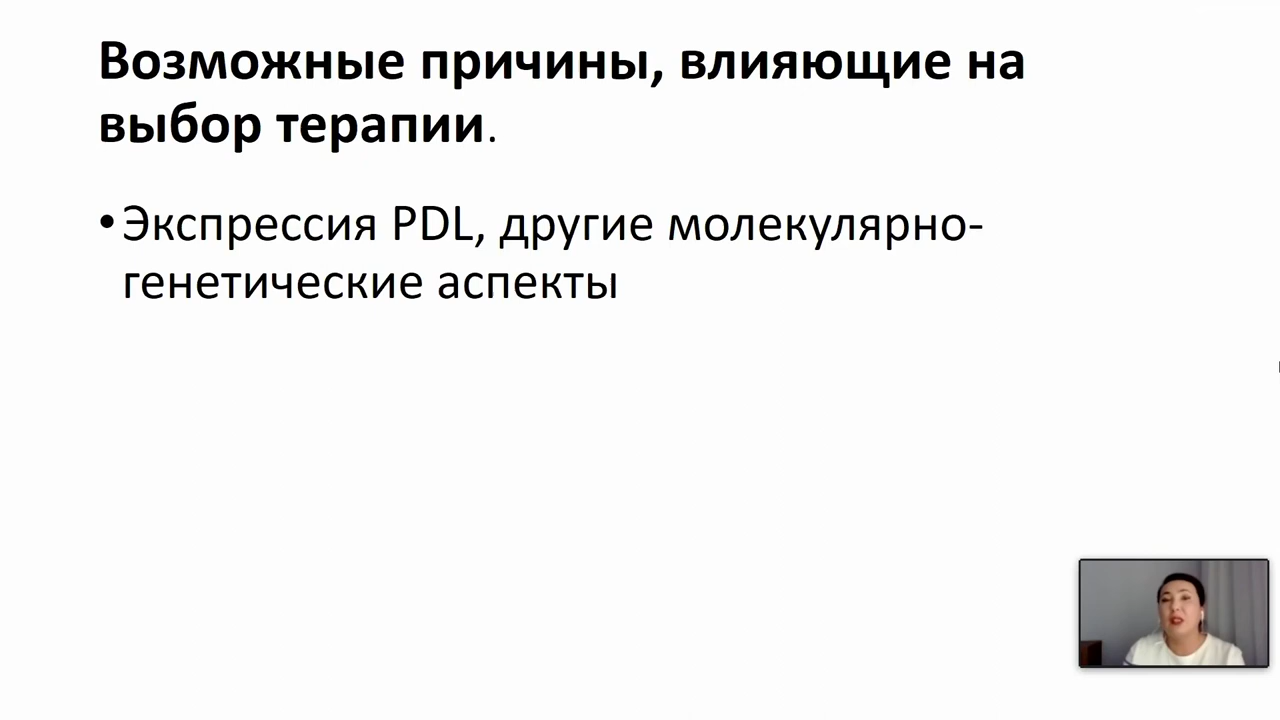 Возможные причины, влияющие на
выбор терапии.
•Экспрессия PDL, другие молекулярно-
генетические аспекты